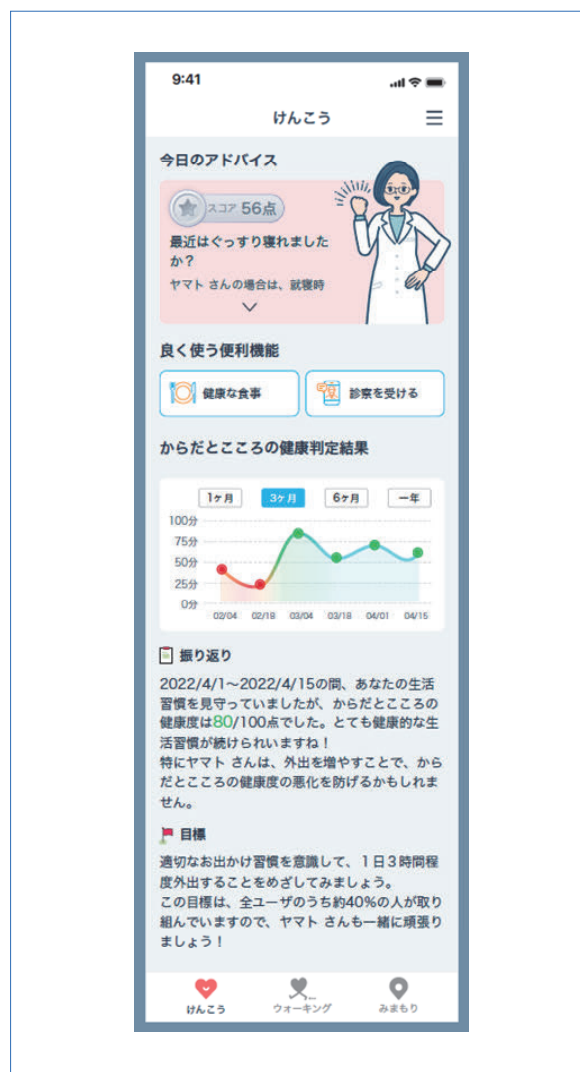 9:41
けんこう
今日のアドバイス
スコア 56点
最近はぐっすり寝れました
か？
ヤマト さんの場合は、就寝時
良く使う便利機能
健康な食事
診察を受ける
からだとこころの健康判定結果
1ヶ月 3ヶ月 6ヶ月 一年
100分
75分
50分
25分
0分
02/04 02/18 03/04 03/18 04/01 04/15
振り返り
2022/4/1〜2022/4/15の間、あなたの生活
習慣を見守っていましたが、からだとこころの
健康度は80/100点でした。とても健康的な生
活習慣が続けられいますね！
特にヤマト さんは、外出を増やすことで、から
だとこころの健康度の悪化を防げるかもしれま
せん。
目標
適切なお出かけ習慣を意識して、１日３時間程
度外出することをめざしてみましょう。
この目標は、全ユーザのうち約40%の人が取り
組んでいますので、ヤマト さんも一緒に頑張り
ましょう！
けんこう
ウォーキング
みまもり